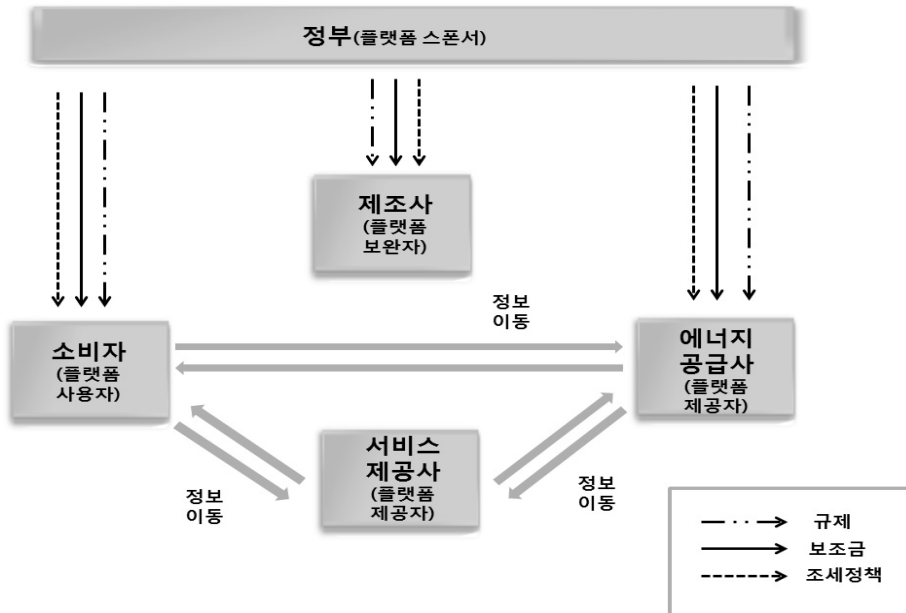 정부(플랫폼 스폰서)
제조사
(플랫폼
보완자)
정보
이동
소비자
(플랫폼
사용자)
에너지
공급사
(플랫폼
제공자)
서비스
제공사
(플랫폼
제공자)
정보
이동
정보
이동
규제
보조금
조세정책